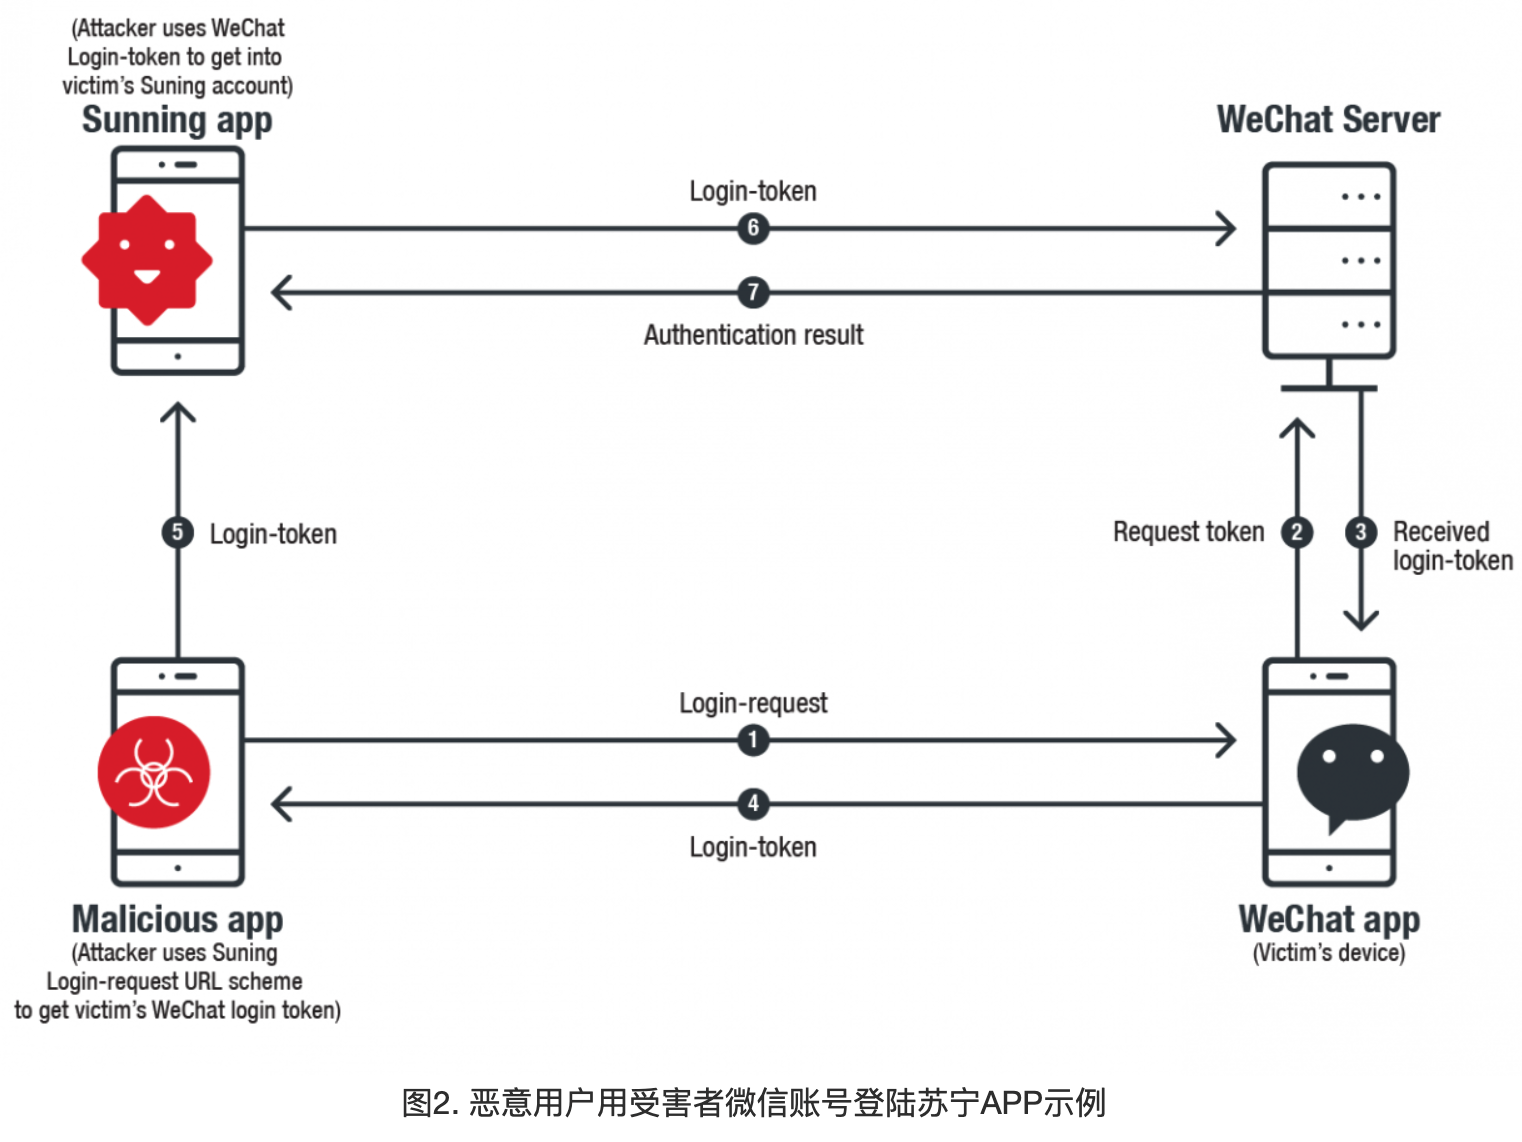 (Attacker uses WeChat
Login-token to get into
victim's Suning account)
Sunning app
WeChat Server
Login-token
6
7
Authentication result
5 Login-token
Request token 2
3 Received
login-token
Login-request
1
4
Login-token
Malicious app
(Attacker uses Suning
Login-request URL scheme
to get victim's WeChat login token)
WeChat app
(Victim's device)
图2. 恶意用户用受害者微信账号登陆苏宁APP示例